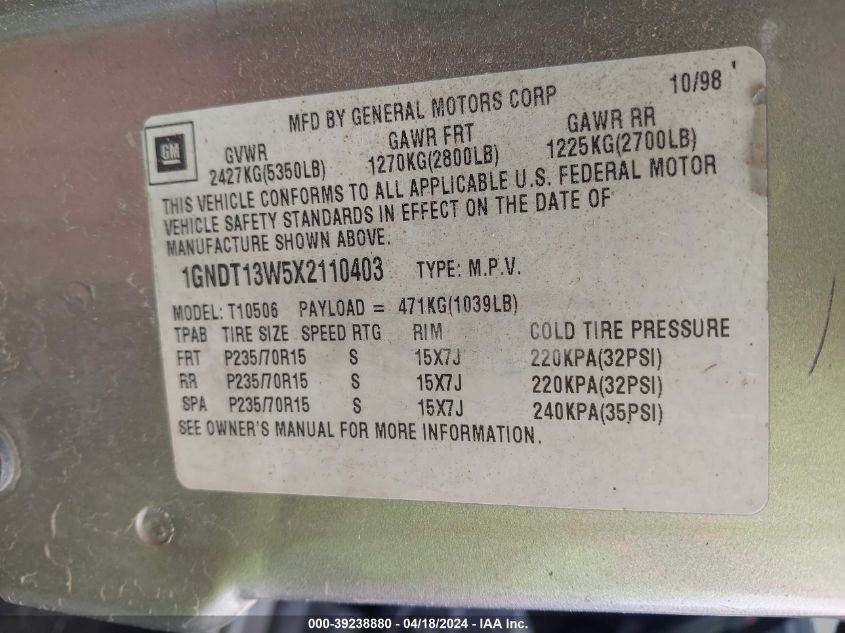 10/98
MFD BY GENERAL MOTORS CORP
GM
GVWR GAWR FRT GAWR RR
2427KG(5350LB) 1270KG(2800LB) 1225KG(2700LB)
THIS VEHICLE CONFORMS TO ALL APPLICABLE U.S. FEDERAL MOTOR
VEHICLE SAFETY STANDARDS IN EFFECT ON THE DATE OF
MANUFACTURE SHOWN ABOVE.
1GNDT13W5X2110403 TYPE: M.P.V.
MODEL: T10506 PAYLOAD = 471KG(1039LB)
TPAB TIRE SIZE SPEED RTG RIM COLD TIRE PRESSURE
FRT P235/70R15 S 15X7J 220KPA(32PSI)
RR P235/70R15 S 15X7J 220KPA(32PSI)
SPA P235/70R15 S 15X7J 240KPA(35PSI)
SEE OWNER'S MANUAL FOR MORE INFORMATION.
000-39238880 - 04/18/2024 - IAAI, Inc.